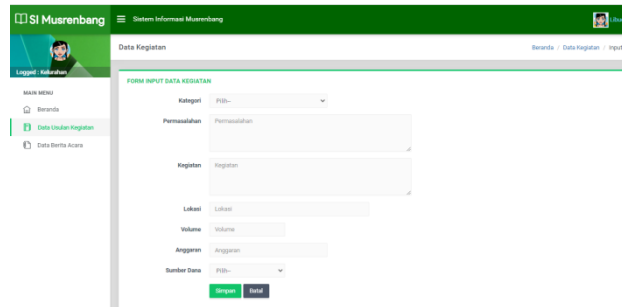 SI Musrenbang
Sistem Informasi Musrenbang
Logged : Kelurahan
Data Kegiatan
Beranda / Data Kegiatan / Input
MAIN MENU
Beranda
Data Usulan Kegiatan
Data Berita Acara
FORM INPUT DATA KEGIATAN
Kategori Pilih--
Permasalahan Permasalahan
Kegiatan Kegiatan
Lokasi Lokasi
Volume Volume
Anggaran Anggaran
Sumber Dana Pilih--
Simpan Batal